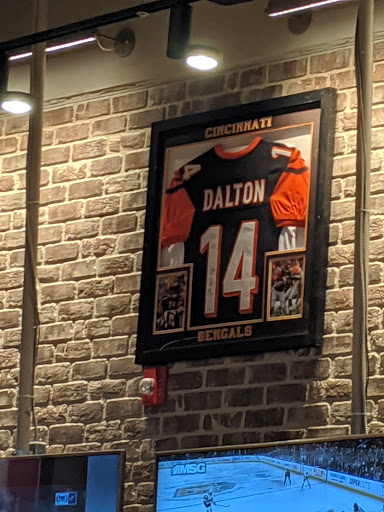 CINCINNATI
14
DALTON
14
BENGALS
MSG